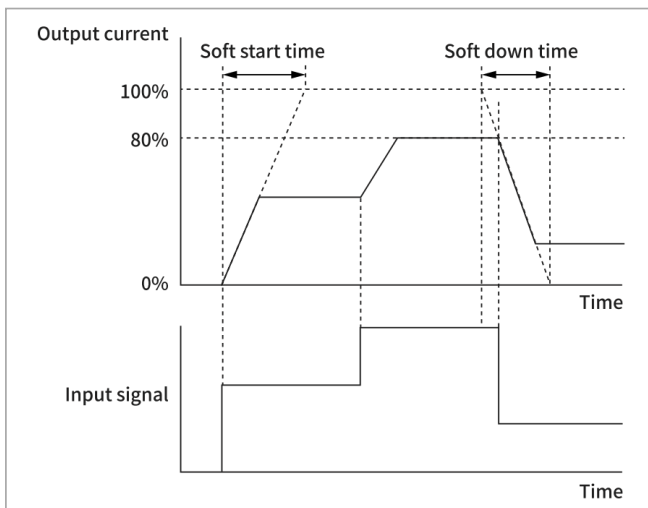 Output current
Soft start time
Soft down time
100%
80%
0%
Time
Input signal
Time